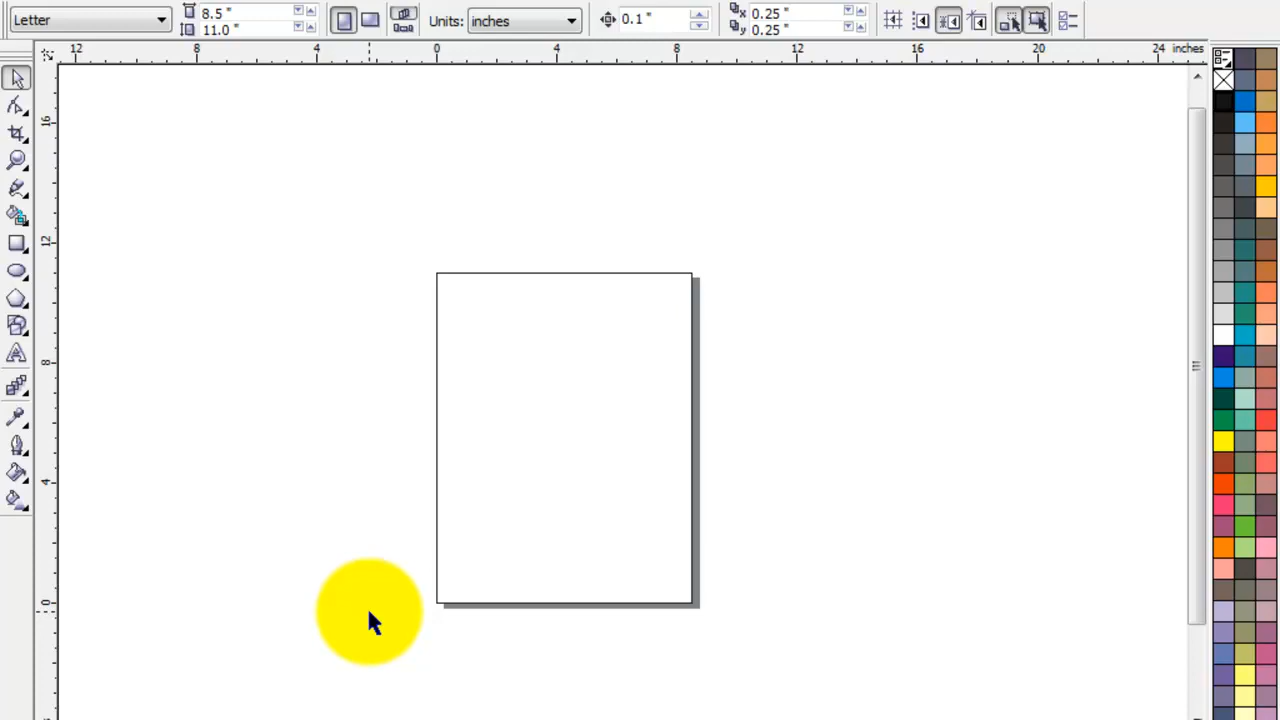 Letter
8.5 "
11.0 "
Units:
inches
0.1 "
0.25 "
0.25 "
12 8 4 0 4 8 12 16 20 24 inches
16
12
8
4
0